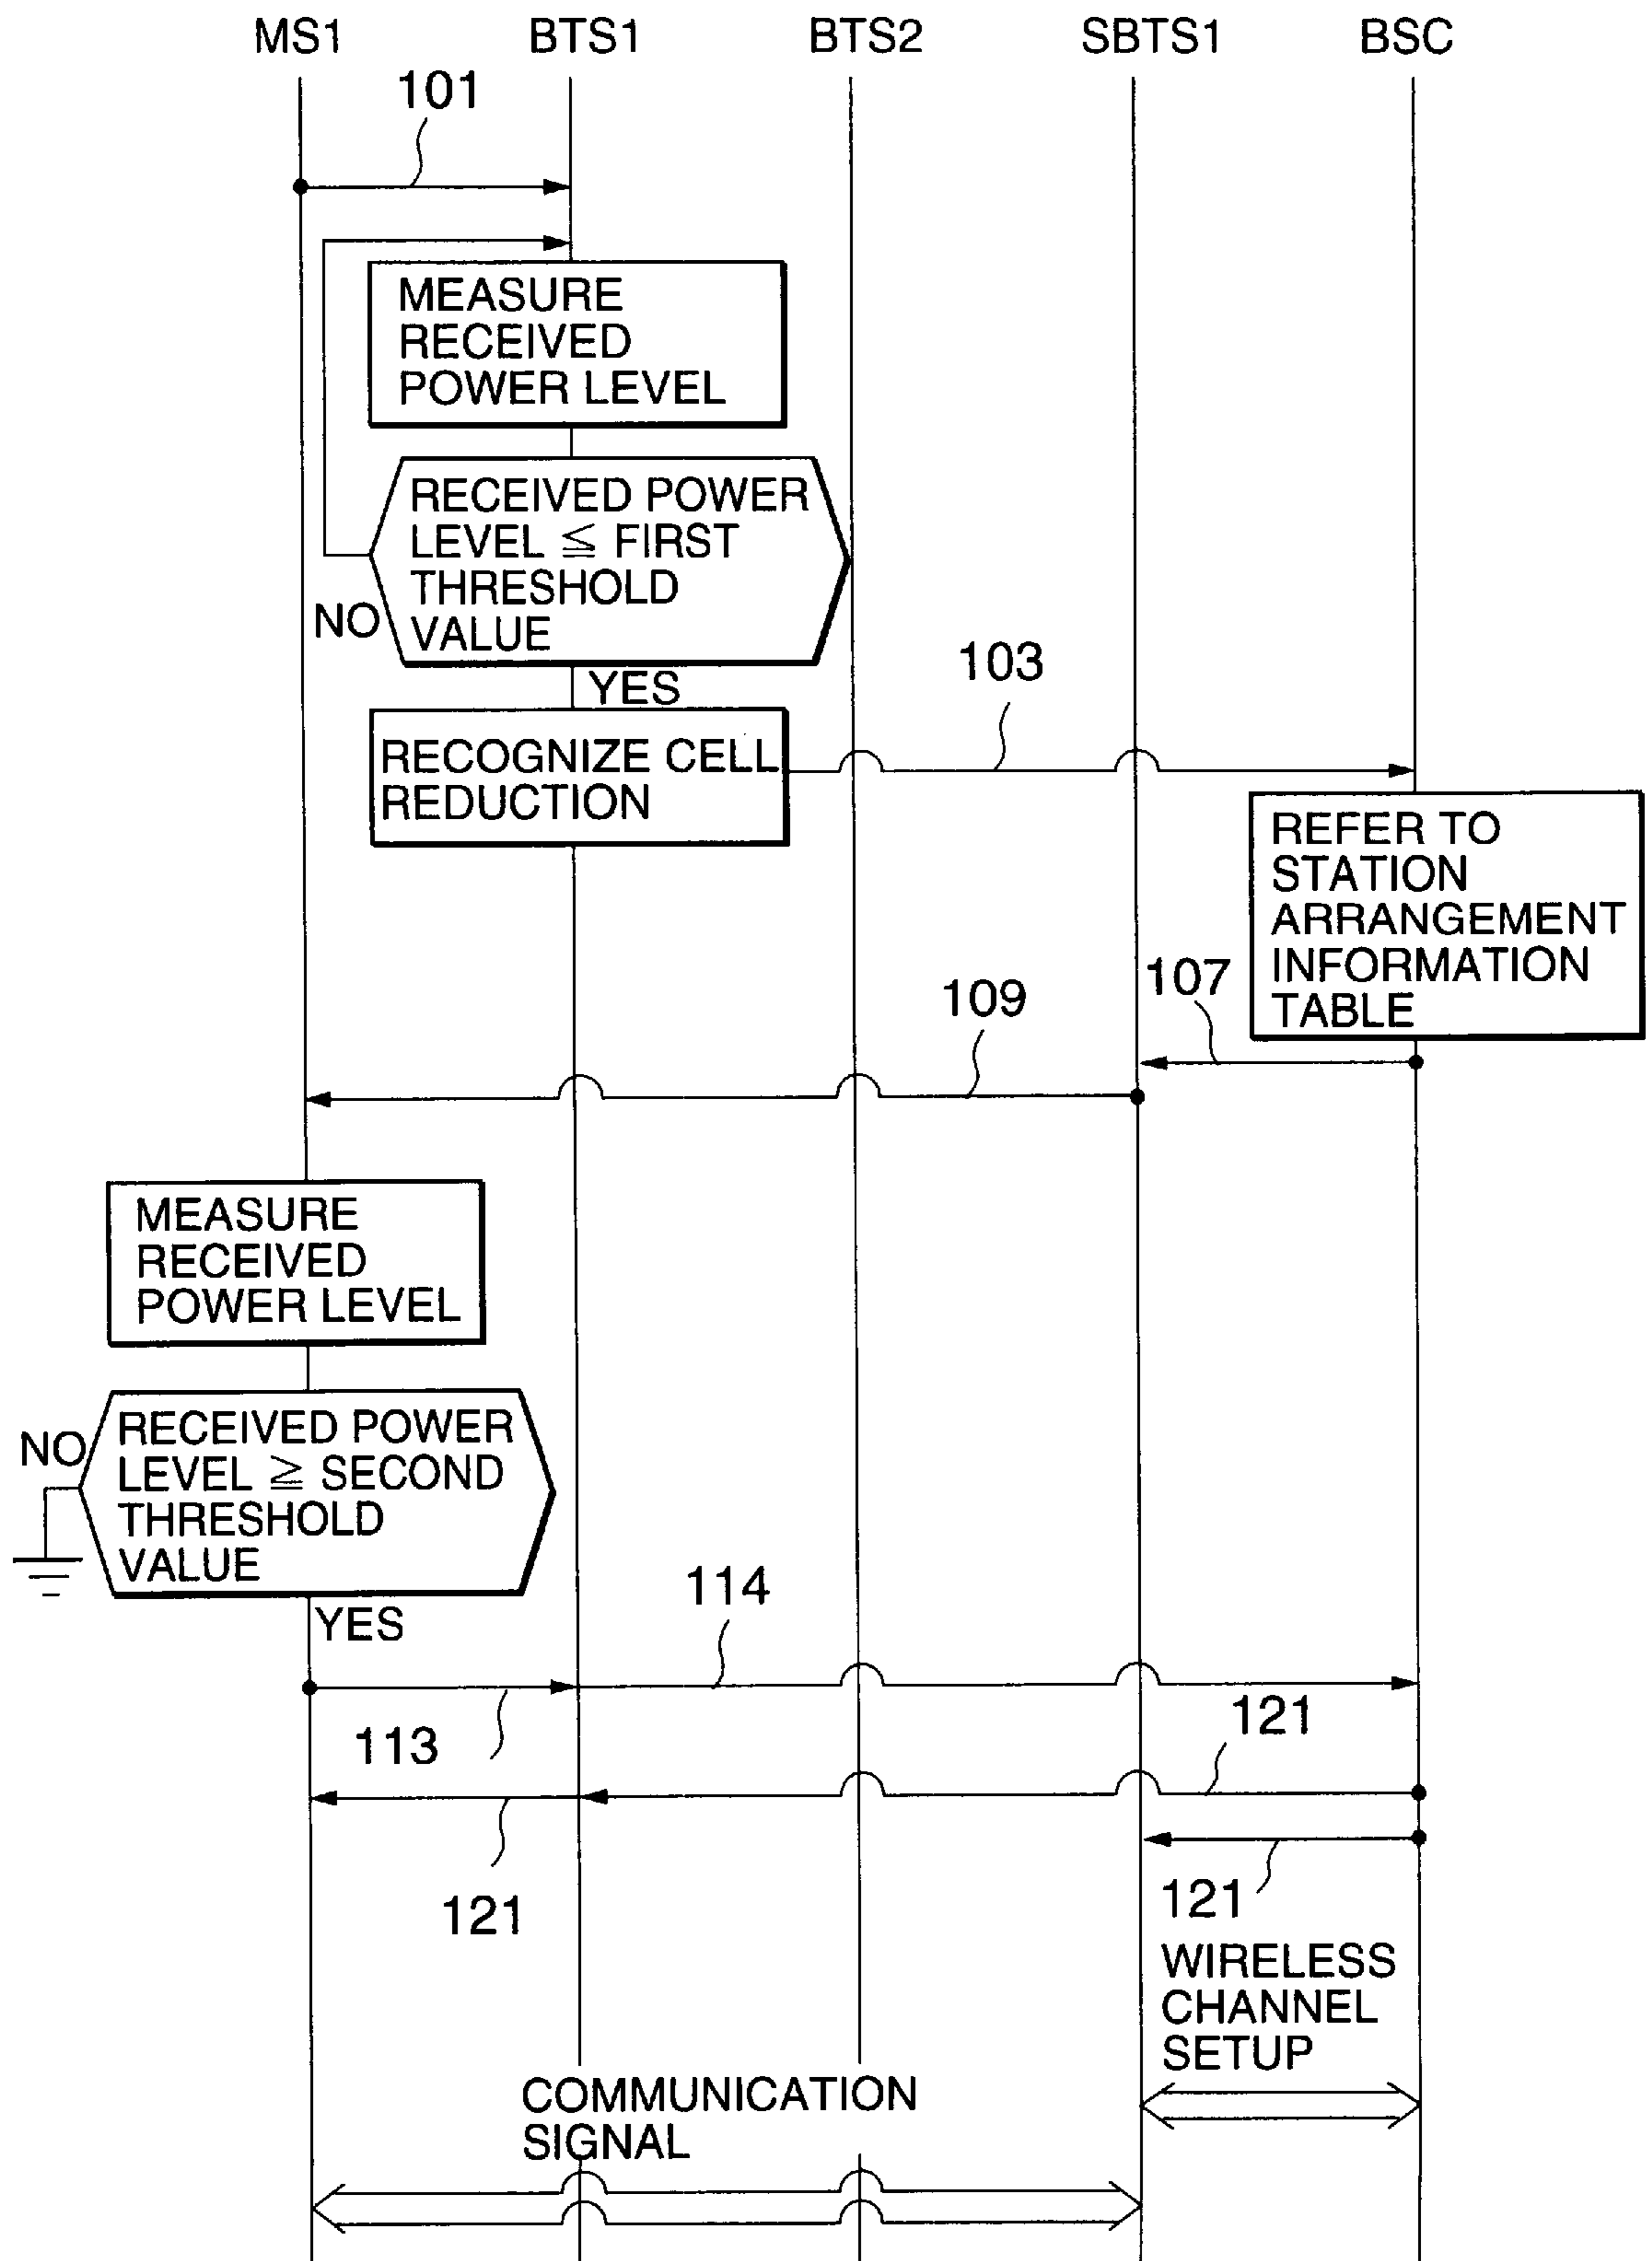 MS1 BTS1 BTS2 SBTS1 BSC
101
MEASURE
RECEIVED
POWER LEVEL
RECEIVED POWER
LEVEL ≦ FIRST
THRESHOLD
VALUE
NO
YES
103
RECOGNIZE CELL
REDUCTION
REFER TO
STATION
ARRANGEMENT
INFORMATION
TABLE
107
109
MEASURE
RECEIVED
POWER LEVEL
NO
RECEIVED POWER
LEVEL ≧ SECOND
THRESHOLD
VALUE
YES
114
113
121
121
121
WIRELESS
CHANNEL
SETUP
COMMUNICATION
SIGNAL